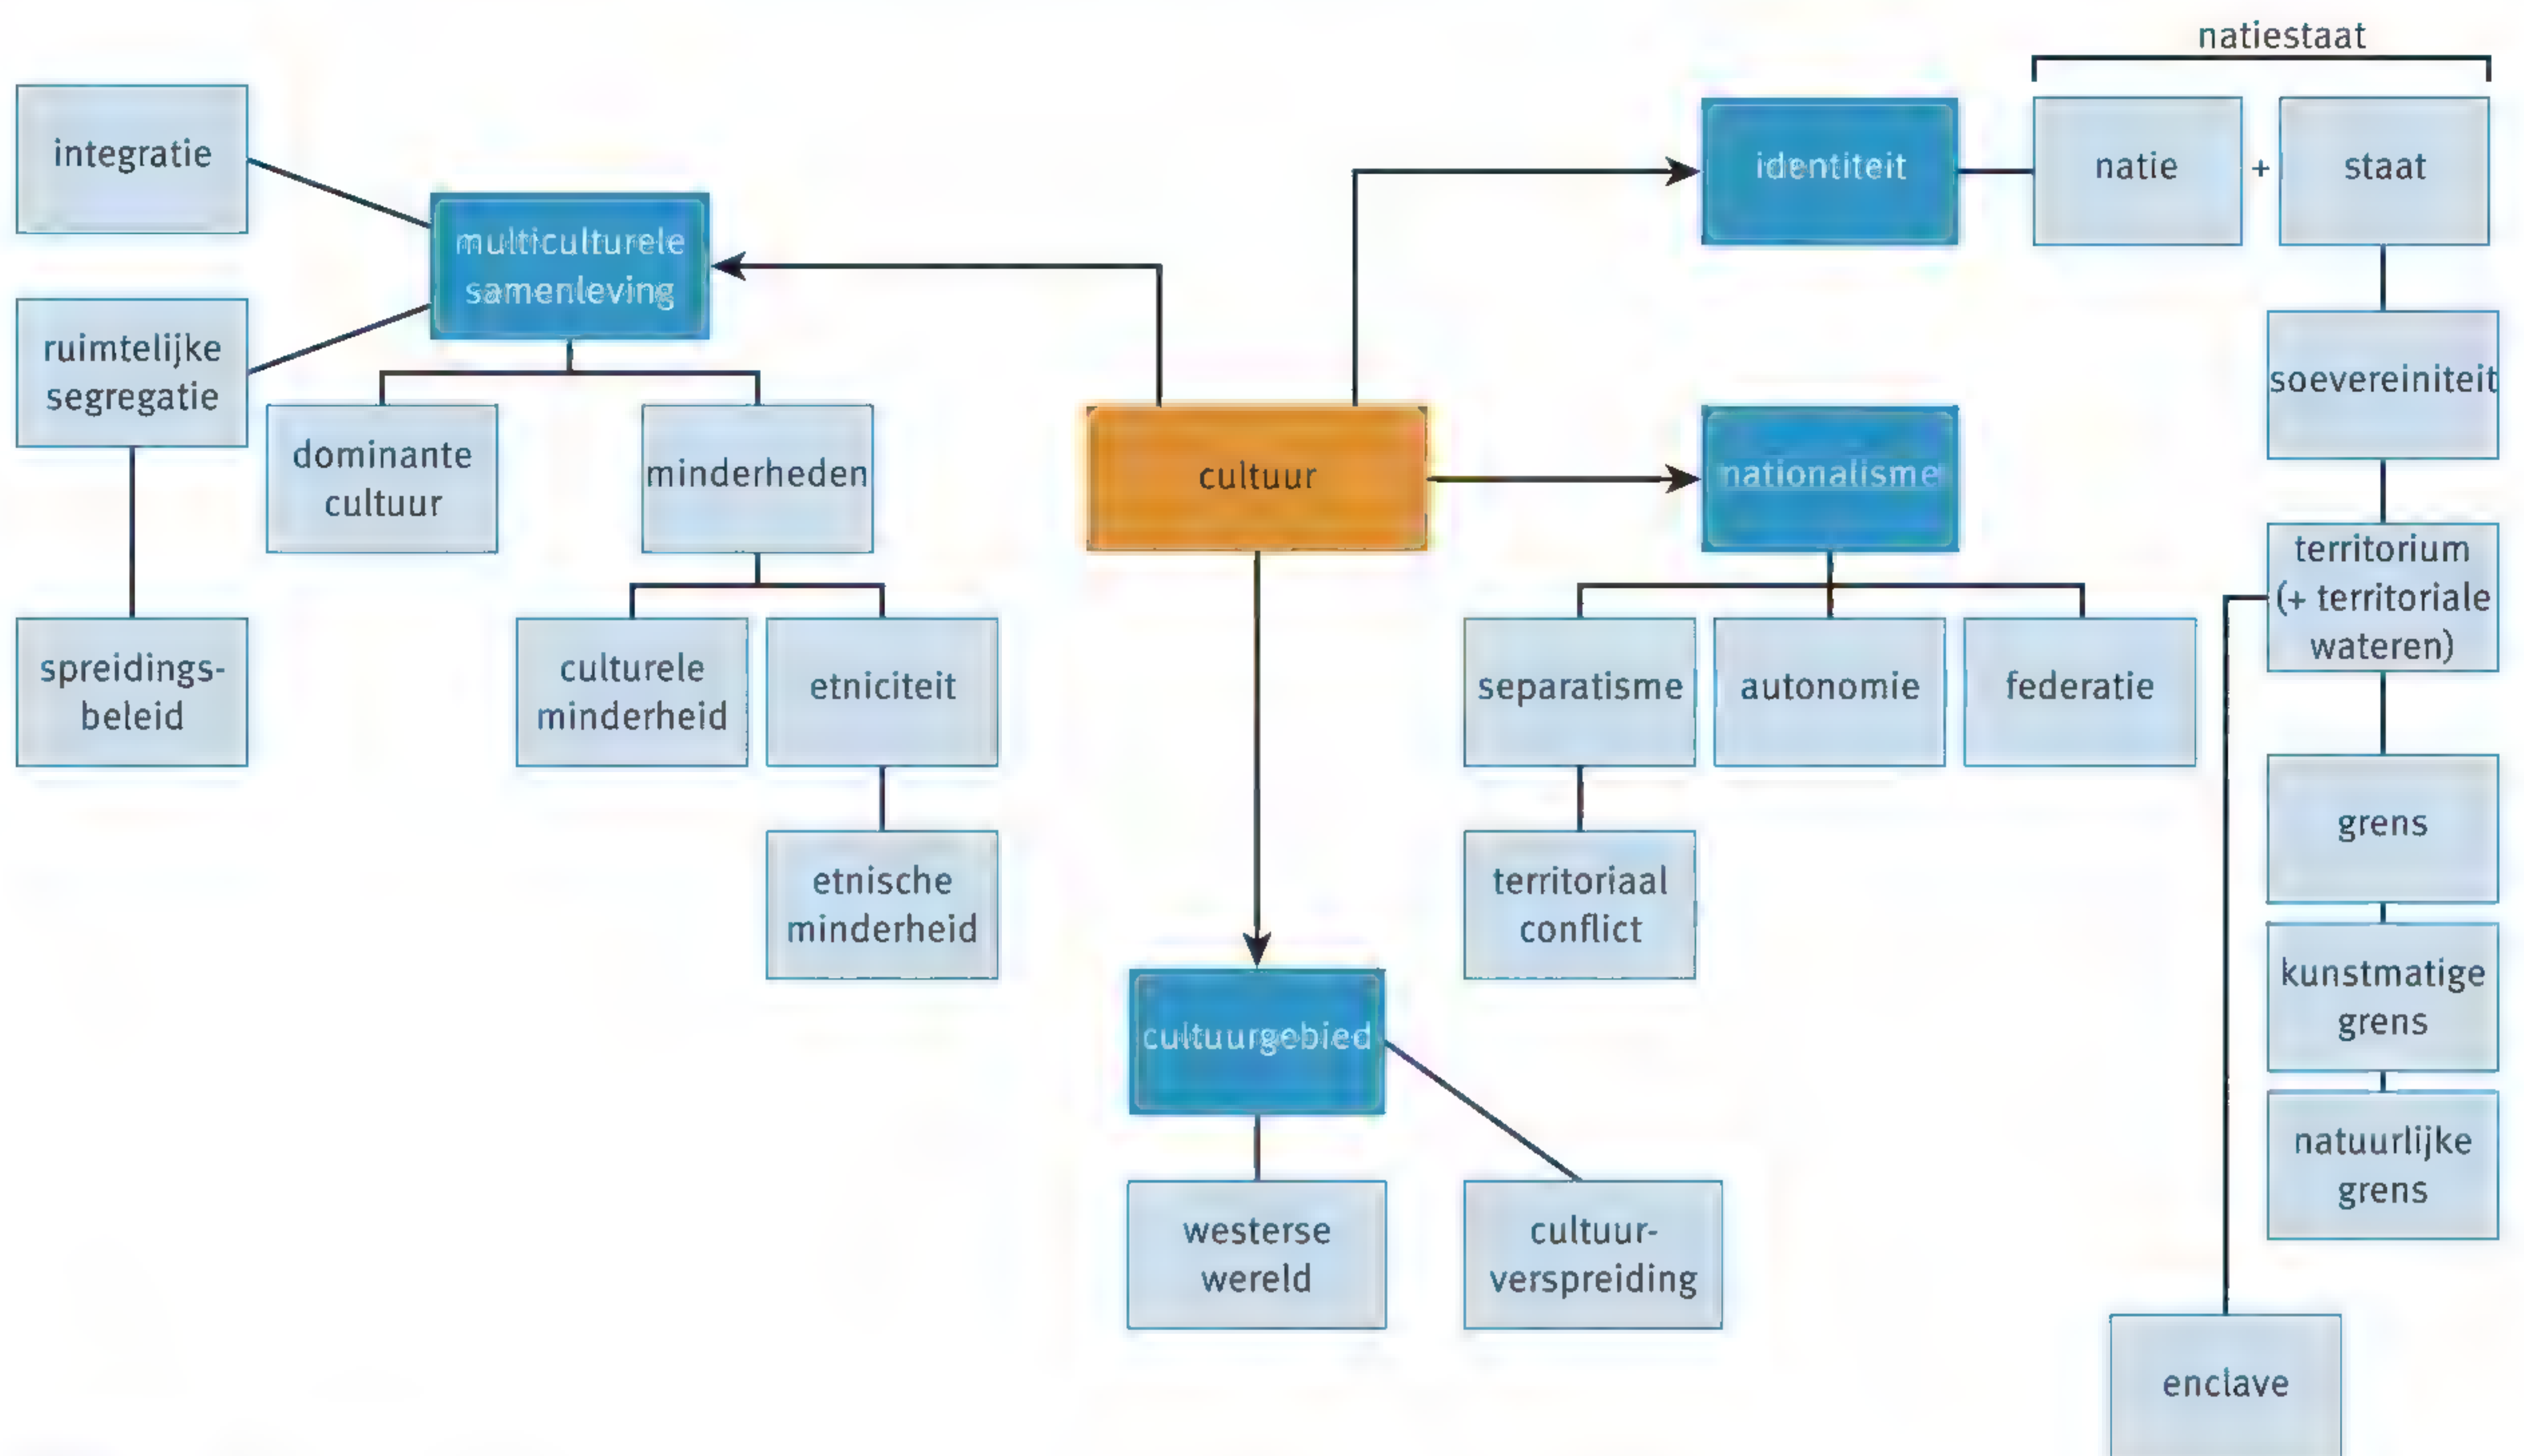 natiestaat
integratie
identiteit
natie
+
staat
multiculturele
samenleving
ruimtelijke
segregatie
soevereiniteit
dominante
cultuur
minderheden
cultuur
nationalisme
territorium
(+ territoriale
wateren)
spreidings-
beleid
culturele
minderheid
etniciteit
separatisme
autonomie
federatie
grens
etnische
minderheid
territoriaal
conflict
kunstmatige
grens
cultuurgebied
natuurlijke
grens
westerse
wereld
cultuur-
verspreiding
enclave